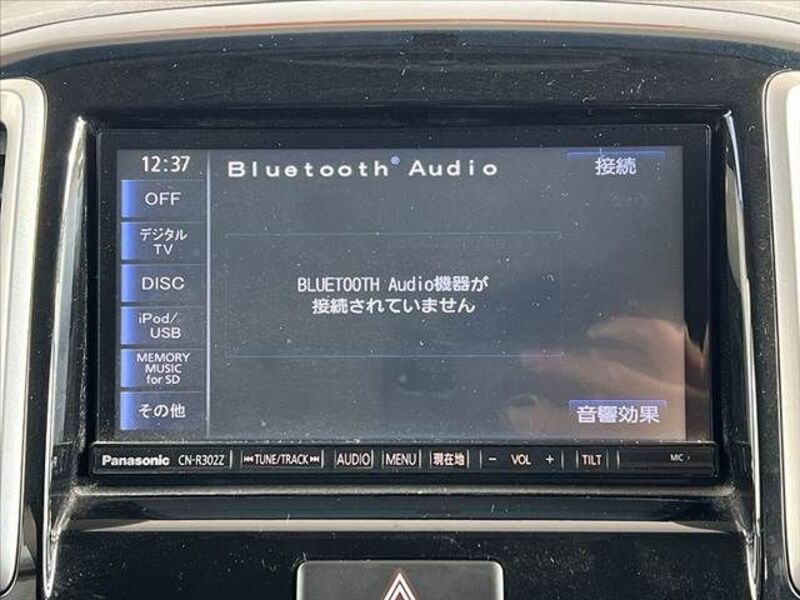 12:37
Bluetooth® Audio
接続
OFF
デジタル
TV
DISC
iPod/
USB
MEMORY
MUSIC
for SD
その他
BLUETOOTH Audio機器が
接続されていません
音響効果
Panasonic CN-R302Z ⏮TUNE/TRACK⏭ AUDIO MENU 現在地 − VOL + TILT MIC